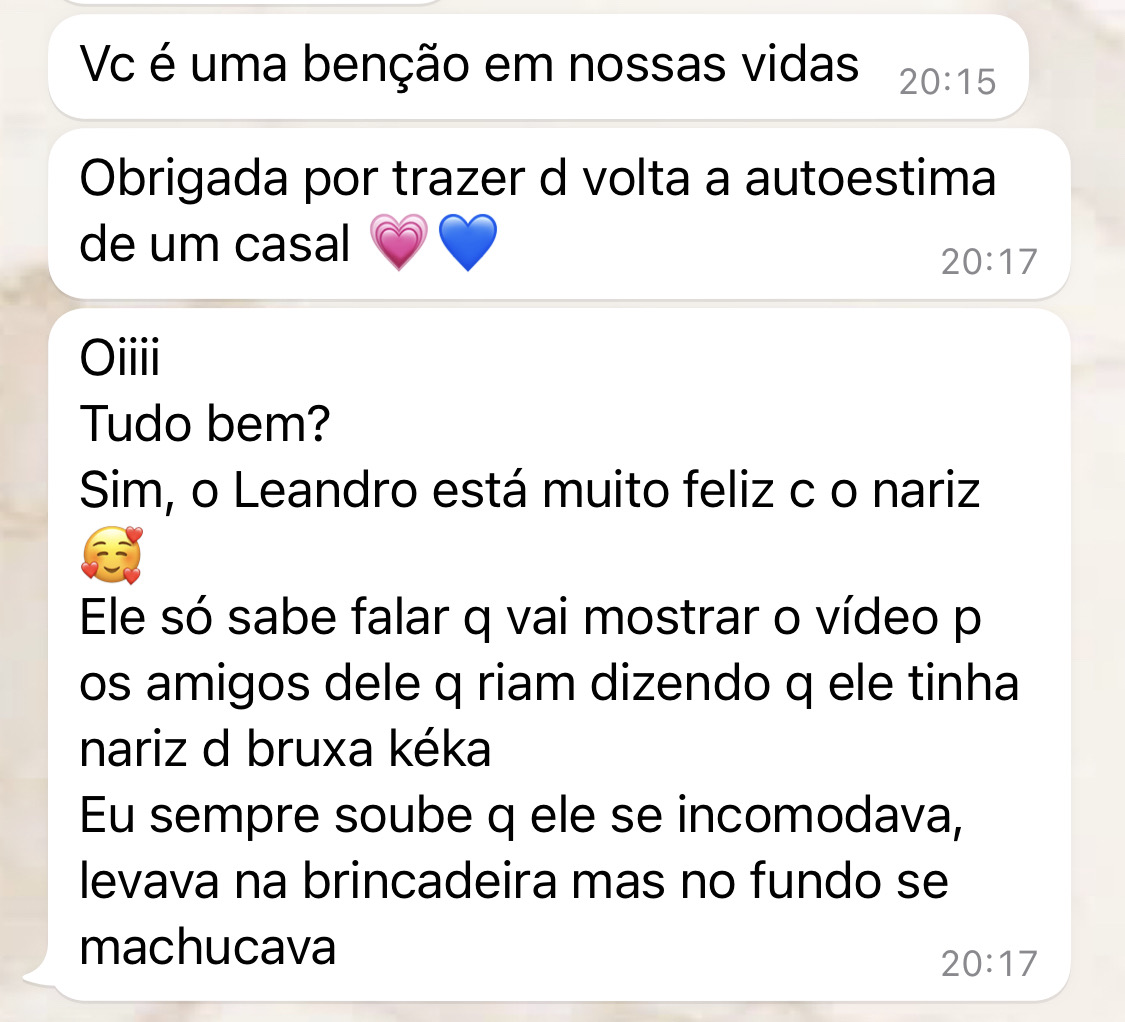 Vc é uma benção em nossas vidas 20:15
Obrigada por trazer d volta a autoestima
de um casal 💗💙 20:17
Oiiii
Tudo bem?
Sim, o Leandro está muito feliz c o nariz
🥰
Ele só sabe falar q vai mostrar o vídeo p
os amigos dele q riam dizendo q ele tinha
nariz d bruxa kéka
Eu sempre soube q ele se incomodava,
levava na brincadeira mas no fundo se
machucava 20:17